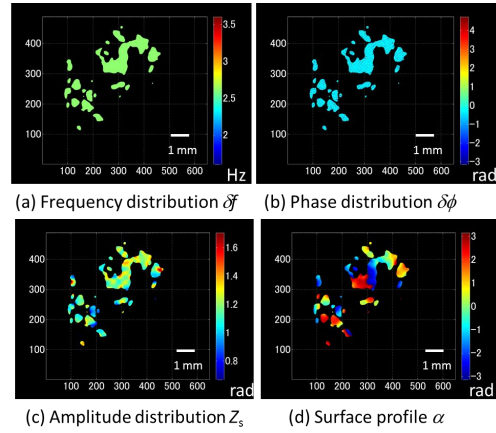 400
300
200
100
100 200 300 400 500 600
3.5
3
2.5
2
Hz
1 mm
(a) Frequency distribution δf
400
300
200
100
100 200 300 400 500 600
4
3
2
1
0
-1
-2
-3
rad
1 mm
(b) Phase distribution δϕ
400
300
200
100
100 200 300 400 500 600
1.6
1.4
1.2
1
0.8
rad
1 mm
(c) Amplitude distribution Zs
400
300
200
100
100 200 300 400 500 600
3
2
1
0
-1
-2
-3
rad
1 mm
(d) Surface profile α